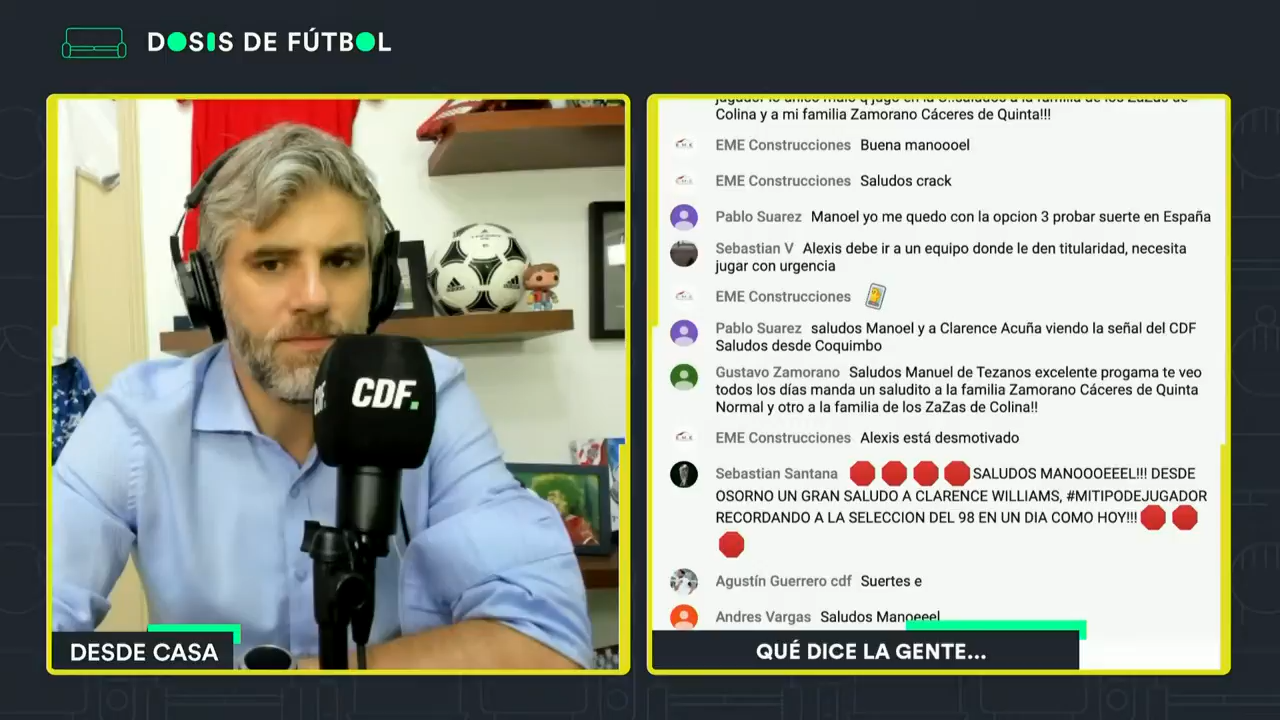 DOSIS DE FÚTBOL
Colina y a mi familia Zamorano Cáceres de Quinta!!!
EME Construcciones Buena manoooel
EME Construcciones Saludos crack
Pablo Suarez Manoel yo me quedo con la opcion 3 probar suerte en España
Sebastian V Alexis debe ir a un equipo donde le den titularidad, necesita
jugar con urgencia
EME Construcciones
Pablo Suarez saludos Manoel y a Clarence Acuña viendo la señal del CDF
Saludos desde Coquimbo
Gustavo Zamorano Saludos Manuel de Tezanos excelente progama te veo
todos los días manda un saludito a la familia Zamorano Cáceres de Quinta
Normal y otro a la familia de los ZaZas de Colina!!
EME Construcciones Alexis está desmotivado
Sebastian Santana SALUDOS MANOOOEEEL!!! DESDE
OSORNO UN GRAN SALUDO A CLARENCE WILLIAMS, #MITIPODEJUGADOR
RECORDANDO A LA SELECCION DEL 98 EN UN DIA COMO HOY!!!
Agustín Guerrero cdf Suertes e
Andres Vargas Saludos Manoeeel
CDF.
DESDE CASA
QUÉ DICE LA GENTE...